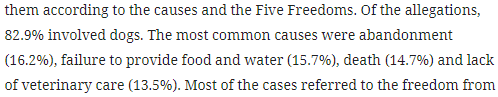 them according to the causes and the Five Freedoms. Of the allegations,
82.9% involved dogs. The most common causes were abandonment
(16.2%), failure to provide food and water (15.7%), death (14.7%) and lack
of veterinary care (13.5%). Most of the cases referred to the freedom from